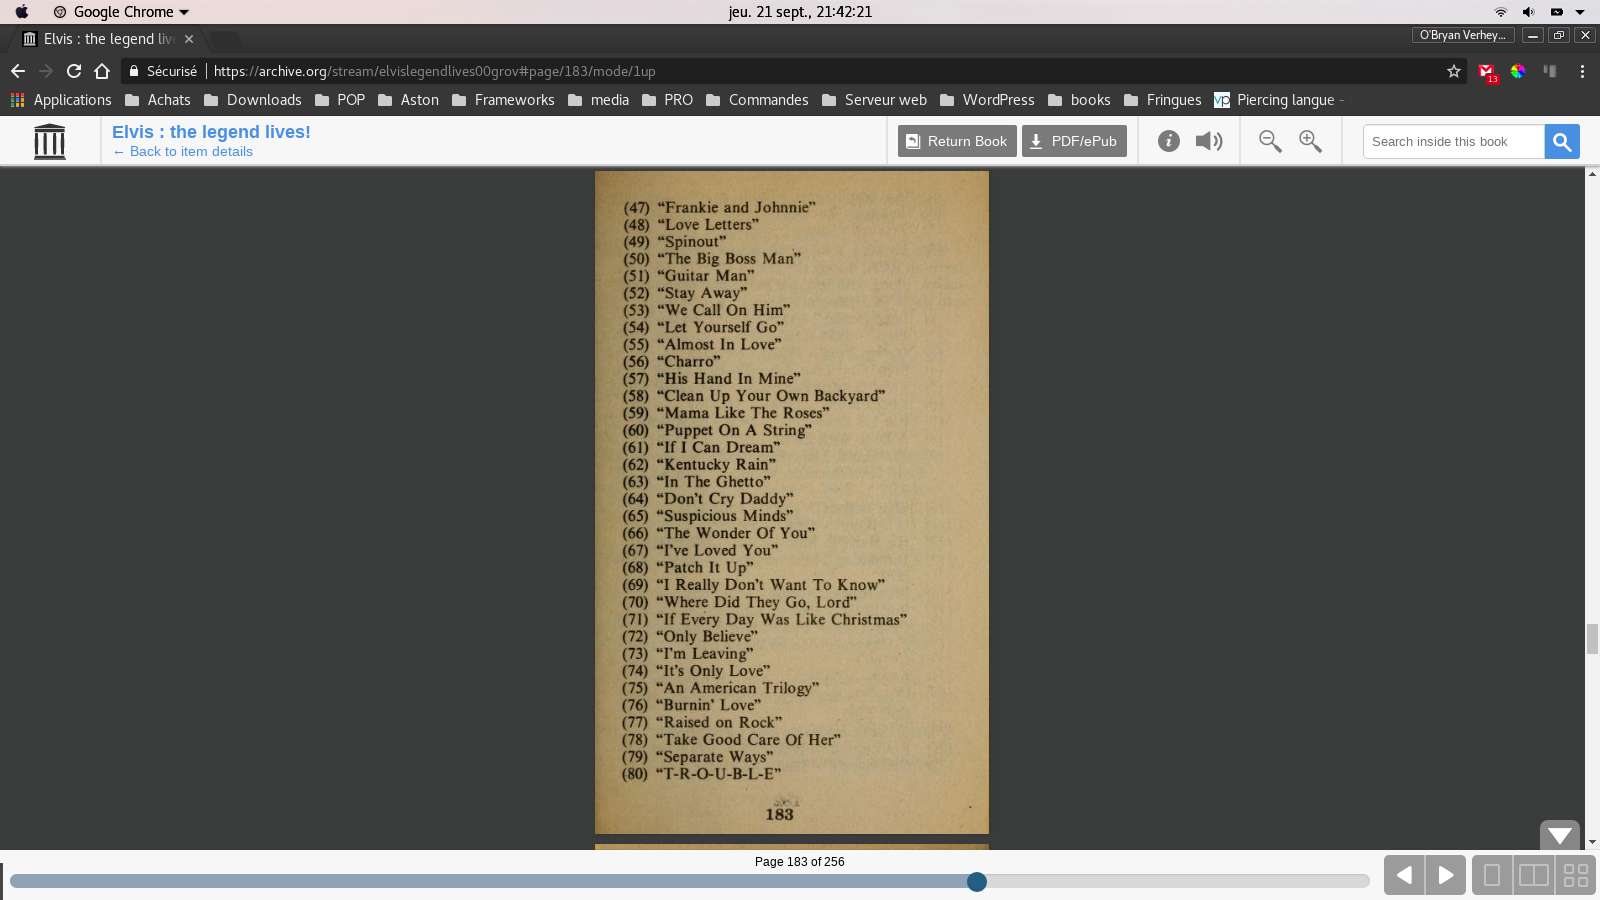 Google Chrome
jeu. 21 sept., 21:42:21
Elvis : the legend live
O'Bryan Verhey...
Sécurisé
https://archive.org/stream/elvislegendlives00grov#page/183/mode/1up
13
Applications Achats Downloads POP Aston Frameworks media PRO Commandes Serveur web WordPress books Fringues vp Piercing langue -
Elvis : the legend lives!
← Back to item details
Return Book
PDF/ePub
Search inside this book
(47) “Frankie and Johnnie”
(48) “Love Letters”
(49) “Spinout”
(50) “The Big Boss Man”
(51) “Guitar Man”
(52) “Stay Away”
(53) “We Call On Him”
(54) “Let Yourself Go”
(55) “Almost In Love”
(56) “Charro”
(57) “His Hand In Mine”
(58) “Clean Up Your Own Backyard”
(59) “Mama Like The Roses”
(60) “Puppet On A String”
(61) “If I Can Dream”
(62) “Kentucky Rain”
(63) “In The Ghetto”
(64) “Don’t Cry Daddy”
(65) “Suspicious Minds”
(66) “The Wonder Of You”
(67) “I’ve Loved You”
(68) “Patch It Up”
(69) “I Really Don’t Want To Know”
(70) “Where Did They Go, Lord”
(71) “If Every Day Was Like Christmas”
(72) “Only Believe”
(73) “I’m Leaving”
(74) “It’s Only Love”
(75) “An American Trilogy”
(76) “Burnin’ Love”
(77) “Raised on Rock”
(78) “Take Good Care Of Her”
(79) “Separate Ways”
(80) “T-R-O-U-B-L-E”
183
Page 183 of 256